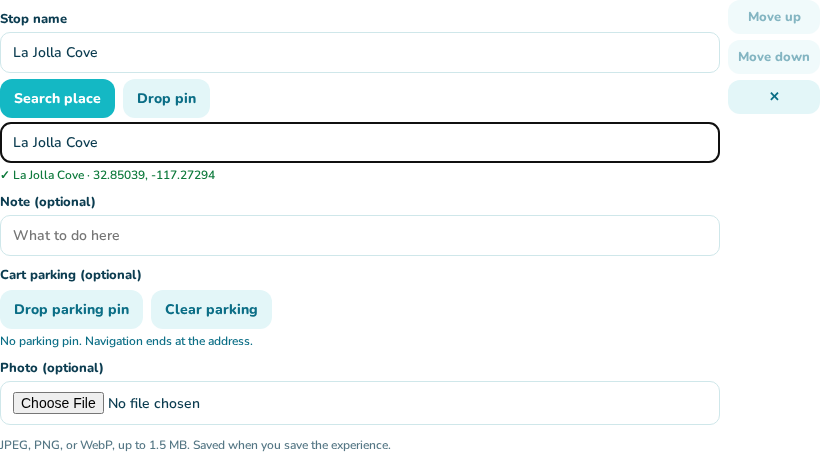 Stop name
La Jolla Cove
Search place
Drop pin
La Jolla Cove
✓ La Jolla Cove · 32.85039, -117.27294
Note (optional)
What to do here
Cart parking (optional)
Drop parking pin
Clear parking
No parking pin. Navigation ends at the address.
Photo (optional)
Choose File No file chosen
JPEG, PNG, or WebP, up to 1.5 MB. Saved when you save the experience.
Move up
Move down
✕